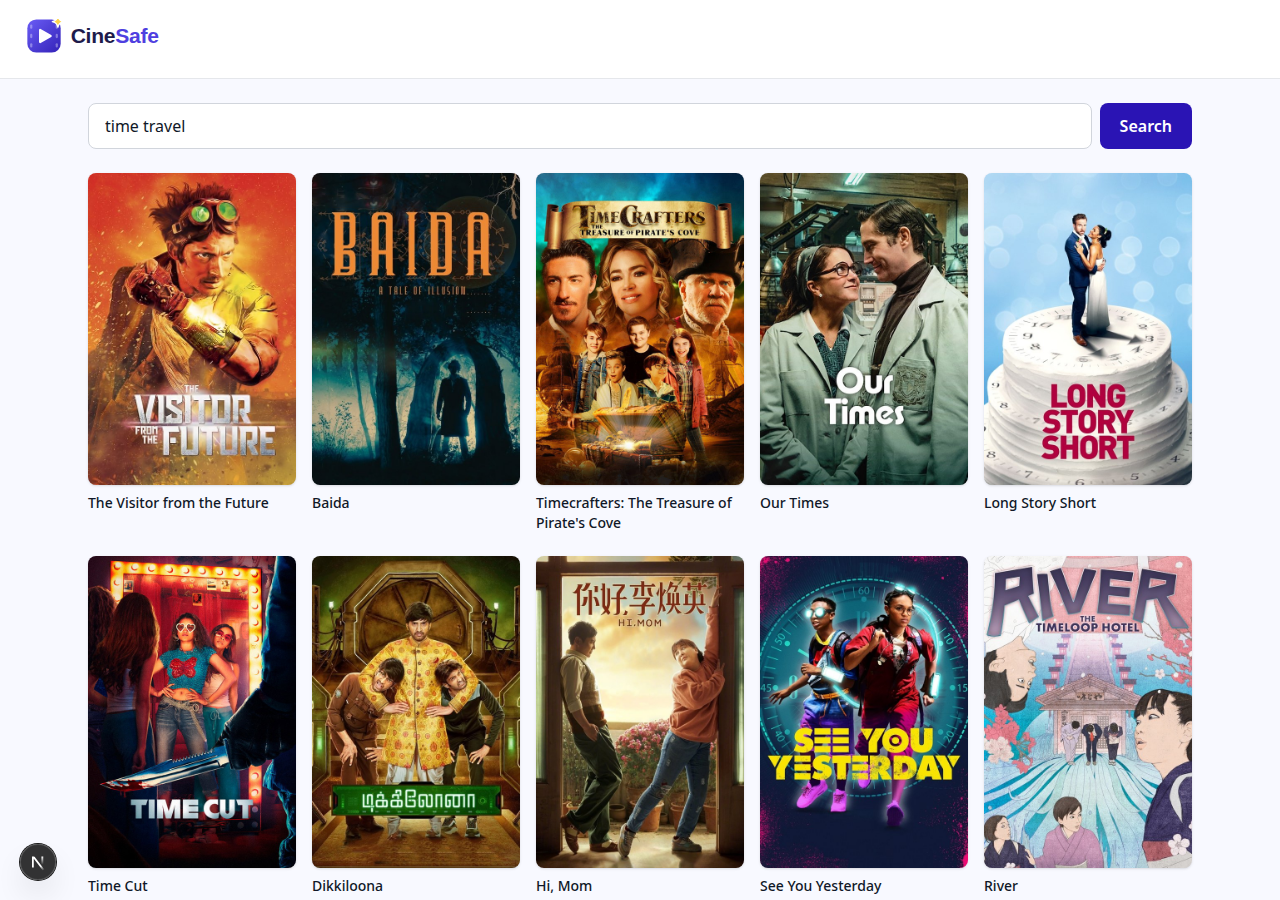 CineSafe
time travel
Search
THE
VISITOR
FROM THE FUTURE
BAIDA
A TALE OF ILLUSION
TIMECRAFTERS
THE TREASURE OF PIRATE'S COVE
Our
Times
LONG
STORY
SHORT
The Visitor from the Future
Baida
Timecrafters: The Treasure of
Pirate's Cove
Our Times
Long Story Short
TIME CUT
டிக்கிலோனா
你好,李焕英
HI, MOM
SEE YOU
YESTERDAY
RIVER
THE
TIMELOOP HOTEL
Time Cut
Dikkiloona
Hi, Mom
See You Yesterday
River
N